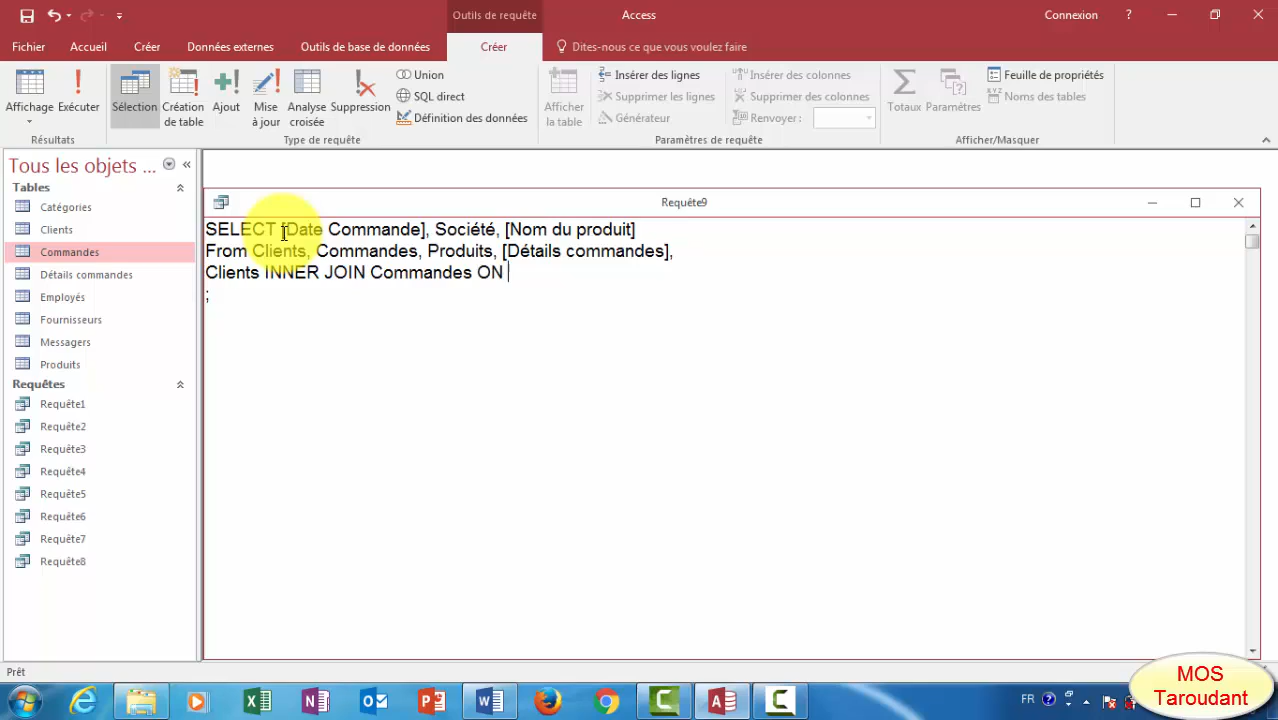 Outils de requête
Access
Connexion
?
Fichier
Accueil
Créer
Données externes
Outils de base de données
Créer
Dites-nous ce que vous voulez faire
Affichage
Exécuter
Sélection
Création
de table
Ajout
Mise
à jour
Analyse
croisée
Suppression
Union
SQL direct
Définition des données
Afficher
la table
Insérer des lignes
Supprimer les lignes
Générateur
Insérer des colonnes
Supprimer des colonnes
Renvoyer :
Totaux
Paramètres
Feuille de propriétés
Noms des tables
Résultats
Type de requête
Paramètres de requête
Afficher/Masquer
Tous les objets ...
Tables
Catégories
Clients
Commandes
Détails commandes
Employés
Fournisseurs
Messagers
Produits
Requêtes
Requête1
Requête2
Requête3
Requête4
Requête5
Requête6
Requête7
Requête8
Requête9
SELECT [Date Commande], Société, [Nom du produit]
From Clients, Commandes, Produits, [Détails commandes],
Clients INNER JOIN Commandes ON
;
Prêt
FR
MOS
Taroudant